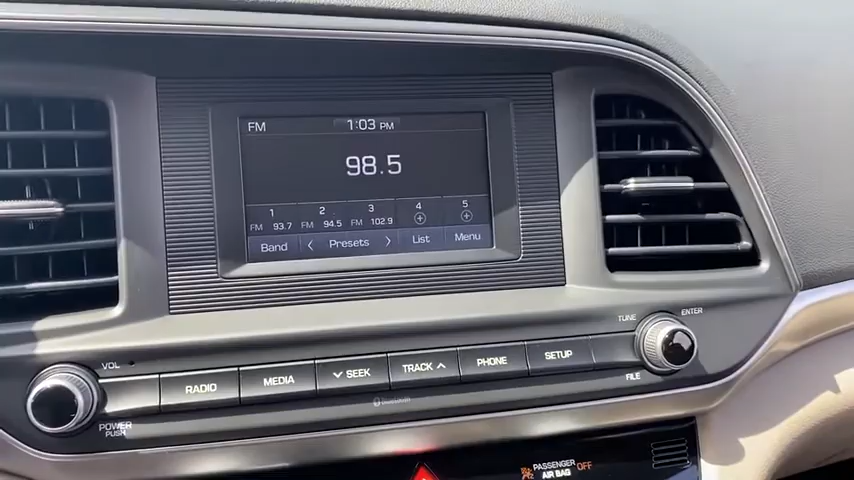 FM 1:03 PM
98.5
1 2 3 4 5
FM 93.7 FM 94.5 FM 102.9
Band Presets List Menu
TUNE ENTER
VOL
RADIO MEDIA SEEK TRACK PHONE SETUP
FILE
Bluetooth
POWER
PUSH
PASSENGER
AIR BAG OFF